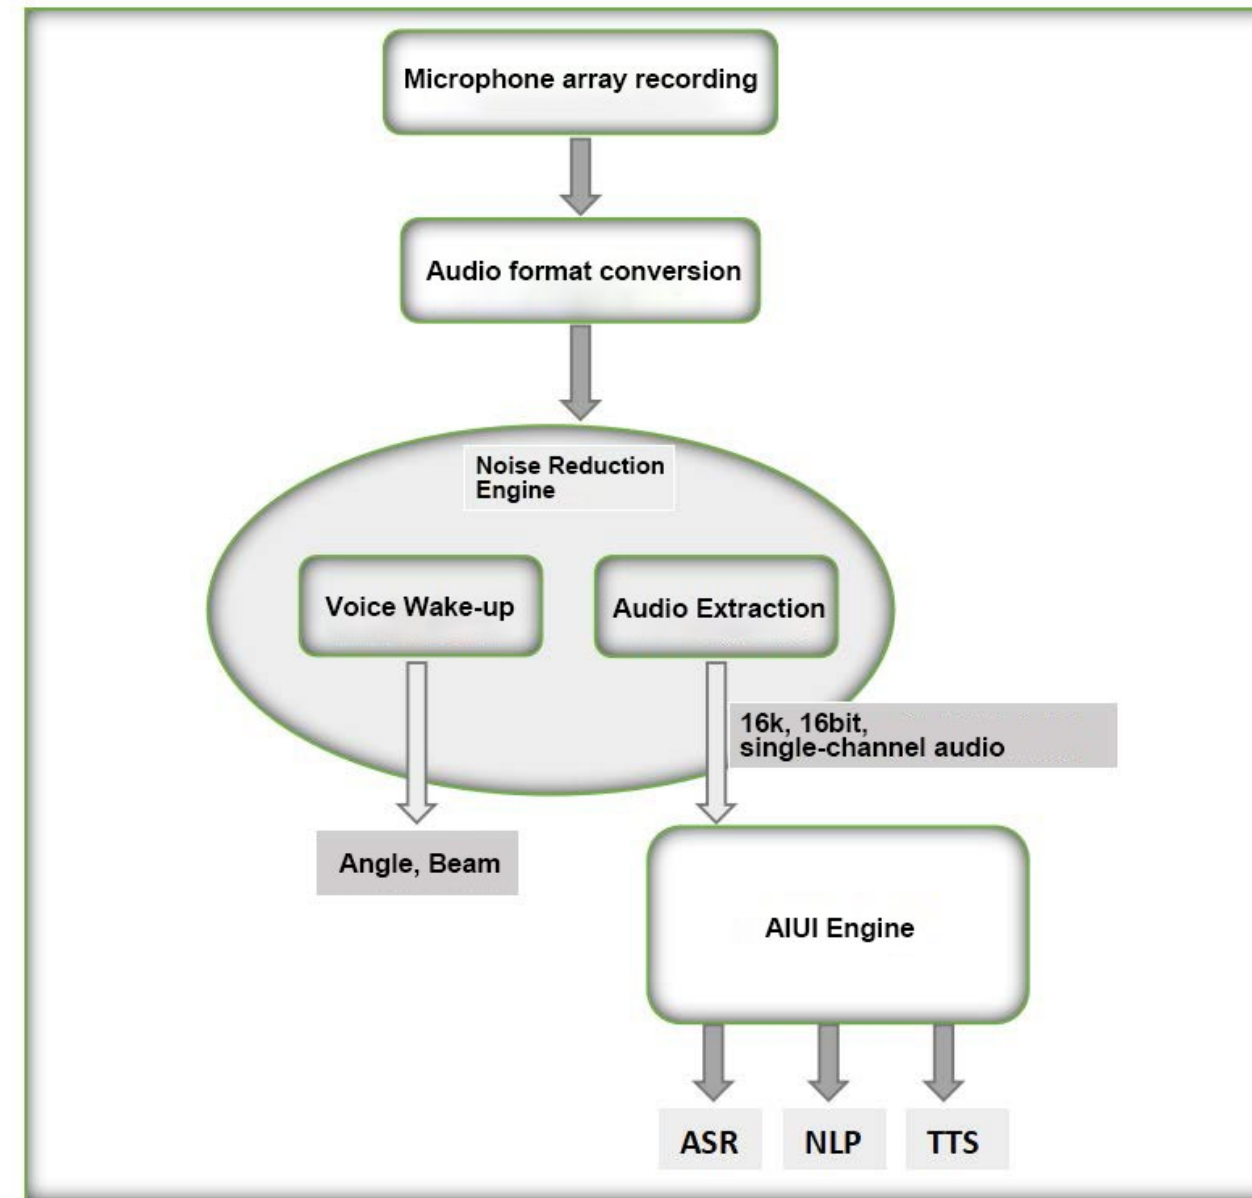 Microphone array recording
Audio format conversion
Noise Reduction
Engine
Voice Wake-up
Audio Extraction
16k, 16bit,
single-channel audio
Angle, Beam
AIUI Engine
ASR
NLP
TTS